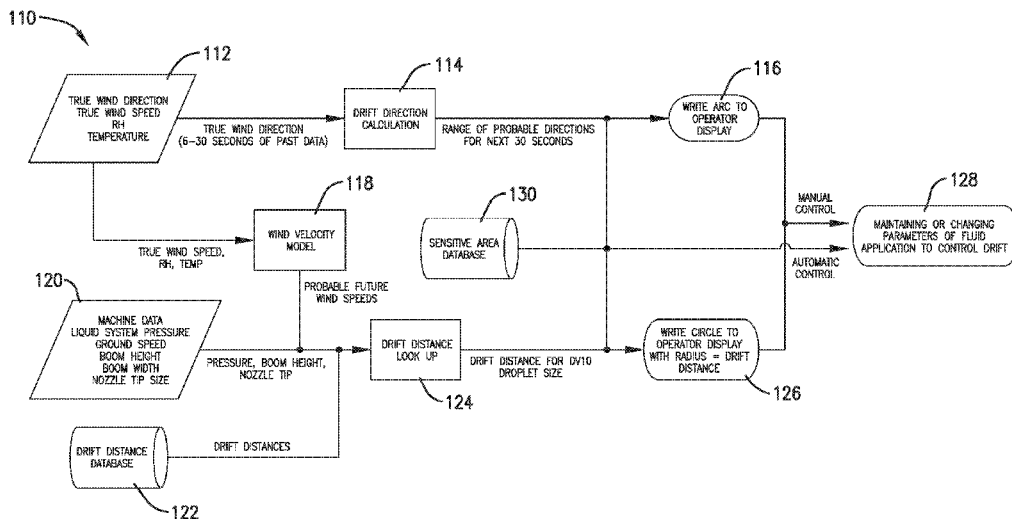 110
112
TRUE WIND DIRECTION
TRUE WIND SPEED
RH
TEMPERATURE
TRUE WIND DIRECTION
(6-30 SECONDS OF PAST DATA)
114
DRIFT DIRECTION
CALCULATION
RANGE OF PROBABLE DIRECTIONS
FOR NEXT 30 SECONDS
116
WRITE ARC TO
OPERATOR
DISPLAY
118
WIND VELOCITY
MODEL
TRUE WIND SPEED,
RH, TEMP
PROBABLE FUTURE
WIND SPEEDS
130
SENSITIVE AREA
DATABASE
MANUAL
CONTROL
AUTOMATIC
CONTROL
128
MAINTAINING OR CHANGING
PARAMETERS OF FLUID
APPLICATION TO CONTROL DRIFT
120
MACHINE DATA
LIQUID SYSTEM PRESSURE
GROUND SPEED
BOOM HEIGHT
BOOM WIDTH
NOZZLE TIP SIZE
PRESSURE, BOOM HEIGHT,
NOZZLE TIP
DRIFT DISTANCE
LOOK UP
124
DRIFT DISTANCE FOR DV10
DROPLET SIZE
WRITE CIRCLE TO
OPERATOR DISPLAY
WITH RADIUS = DRIFT
DISTANCE
126
DRIFT DISTANCE
DATABASE
122
DRIFT DISTANCES